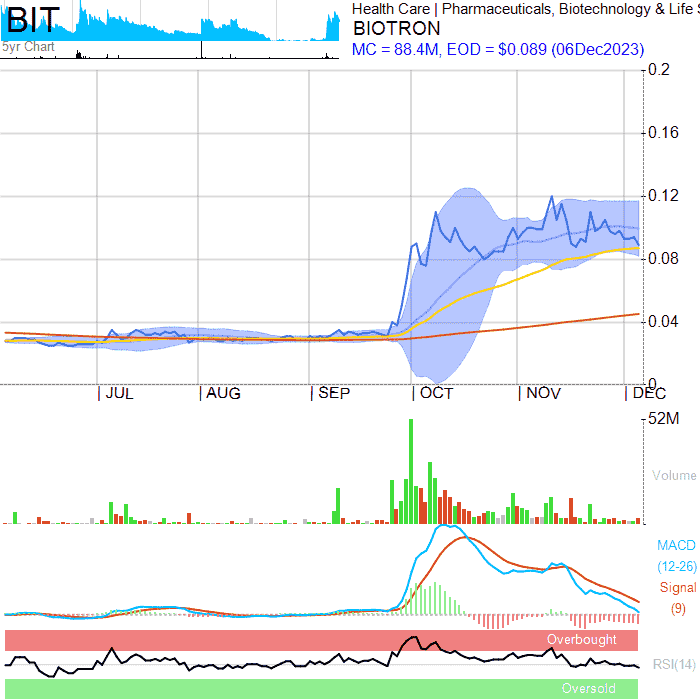 BIT
5yr Chart
Health Care | Pharmaceuticals, Biotechnology & Life S
BIOTRON
MC = 88.4M, EOD = $0.089 (06Dec2023)
0.2
0.16
0.12
0.08
0.04
0
JUL AUG SEP OCT NOV DEC
52M
Volume
MACD
(12-26)
Signal
(9)
Overbought
RSI(14)
Oversold